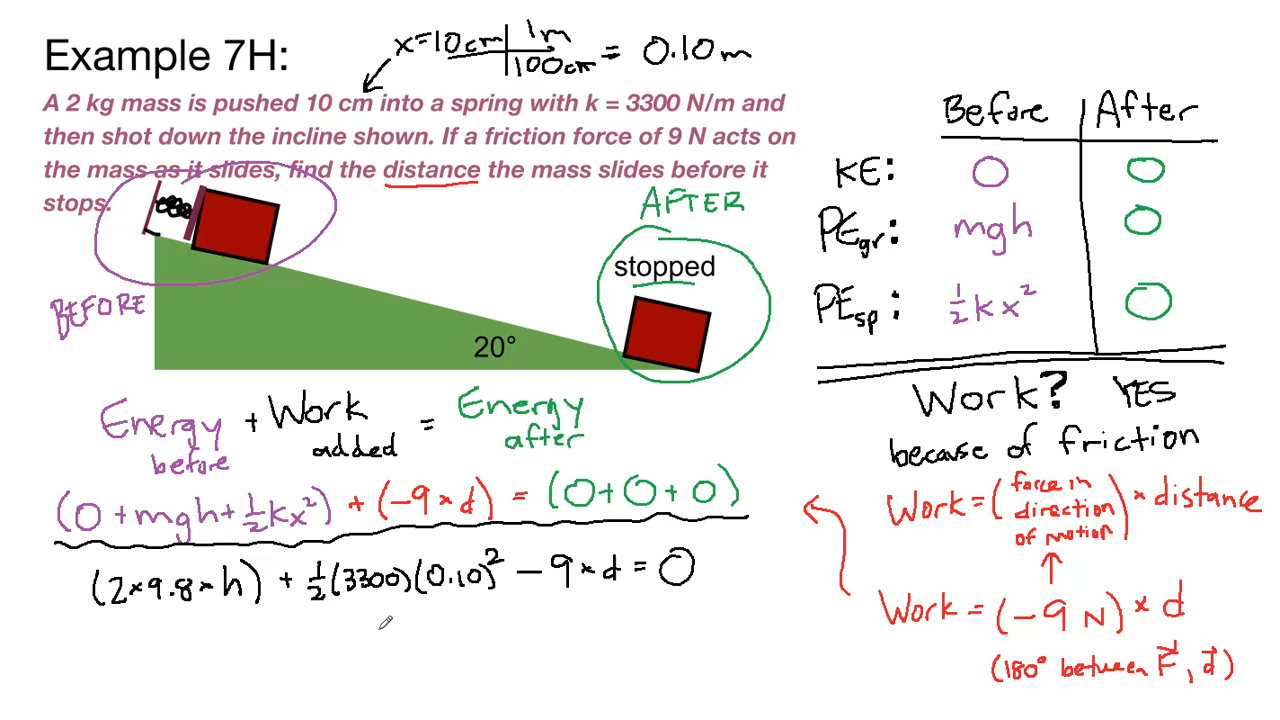 Example 7H:
x=10cm | 1m / 100cm = 0.10m
A 2 kg mass is pushed 10 cm into a spring with k = 3300 N/m and
then shot down the incline shown. If a friction force of 9 N acts on
the mass as it slides, find the distance the mass slides before it
stops.
BEFORE
AFTER
stopped
20°
Before After
KE: 0 0
PEgr: mgh 0
PEsp: ½kx² 0
Work? YES
because of friction
Energy before + Work added = Energy after
(0+mgh+½kx²) + (-9×d) = (0+0+0)
(2×9.8×h) + ½(3300)(0.10)² - 9×d = 0
Work = (force in direction of motion) × distance
Work = (-9 N) × d
(180° between F⃗, d⃗)